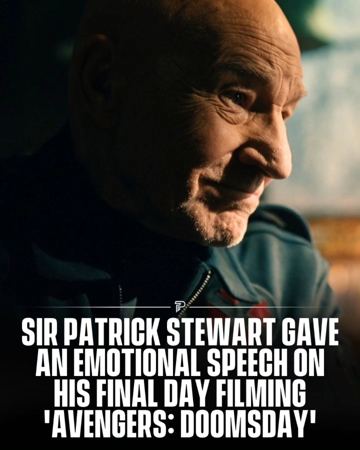 SIR PATRICK STEWART GAVE
AN EMOTIONAL SPEECH ON
HIS FINAL DAY FILMING
'AVENGERS: DOOMSDAY'